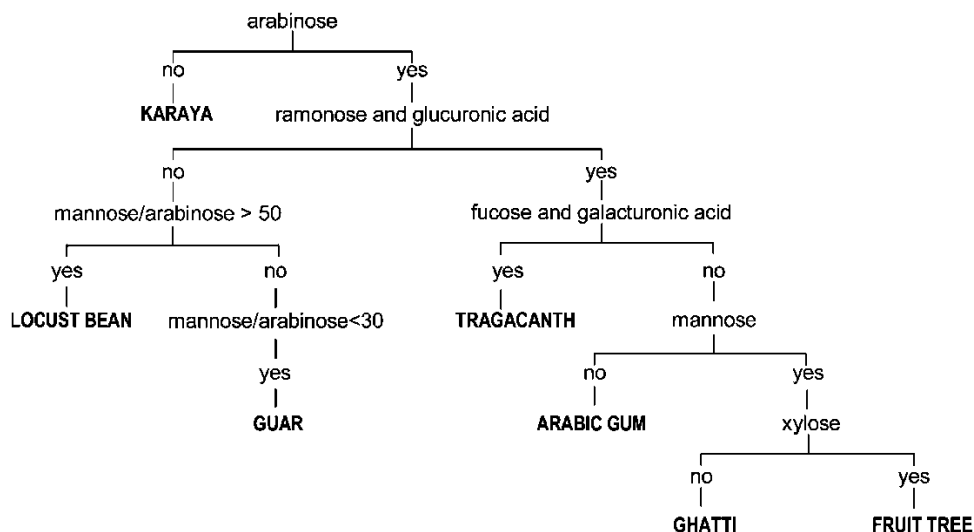 arabinose
no yes
KARAYA ramonose and glucuronic acid
no yes
mannose/arabinose > 50 fucose and galacturonic acid
yes no yes no
LOCUST BEAN mannose/arabinose<30 TRAGACANTH mannose
yes no yes
GUAR ARABIC GUM xylose
no yes
GHATTI FRUIT TREE